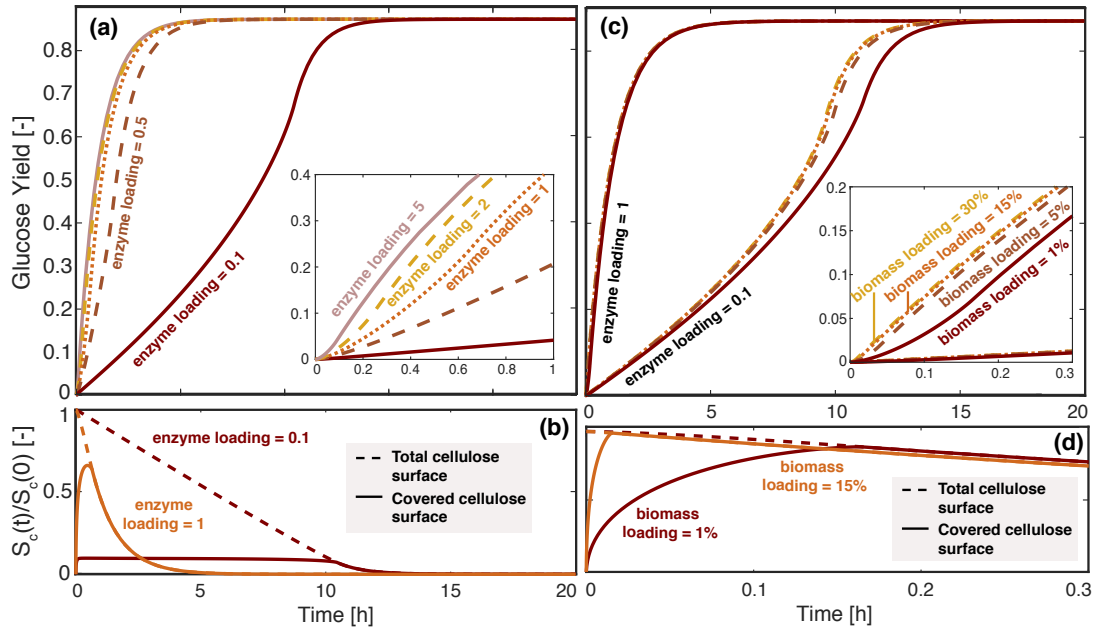 (a)
Glucose Yield [-]
0.8
0.7
0.6
0.5
0.4
0.3
0.2
0.1
0
enzyme loading = 0.5
enzyme loading = 0.1
0.4
0.3
0.2
0.1
0
0
0.2
0.4
0.6
0.8
1
enzyme loading = 5
enzyme loading = 2
enzyme loading = 1
(c)
enzyme loading = 1
enzyme loading = 0.1
0.20
0.15
0.1
0.05
0
0
0.1
0.2
0.3
biomass loading = 30%
biomass loading = 15%
biomass loading = 5%
biomass loading = 1%
0
5
10
15
20
(b)
S_c(t)/S_c(0) [-]
1
0.5
0
enzyme loading = 0.1
enzyme
loading = 1
Total cellulose
surface
Covered cellulose
surface
0
5
10
15
20
Time [h]
(d)
biomass
loading = 15%
biomass
loading = 1%
Total cellulose
surface
Covered cellulose
surface
0
0.1
0.2
0.3
Time [h]